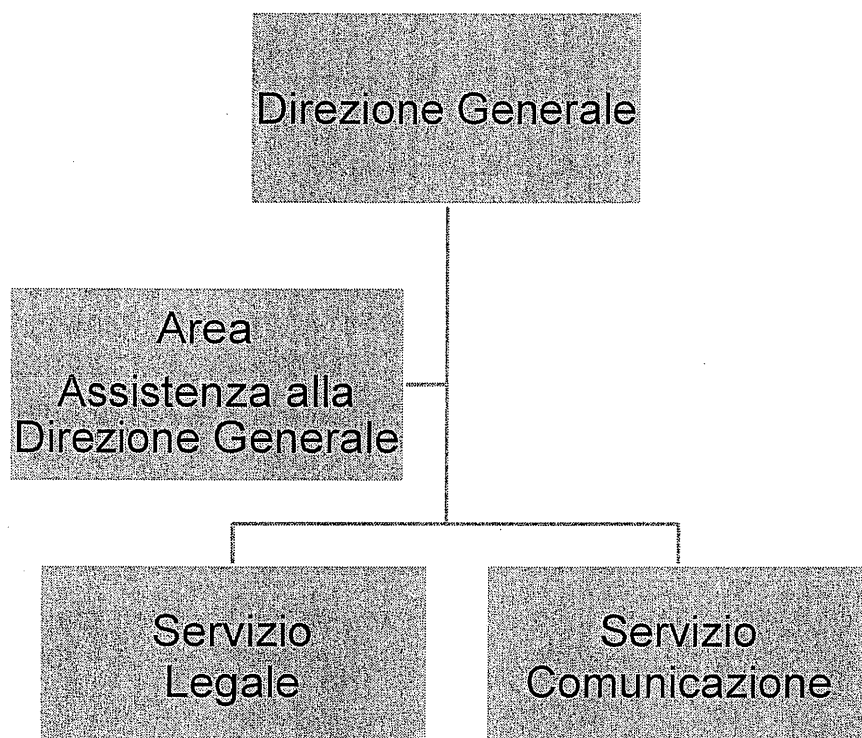 Direzione Generale
Area
Assistenza alla
Direzione Generale
Servizio
Legale
Servizio
Comunicazione